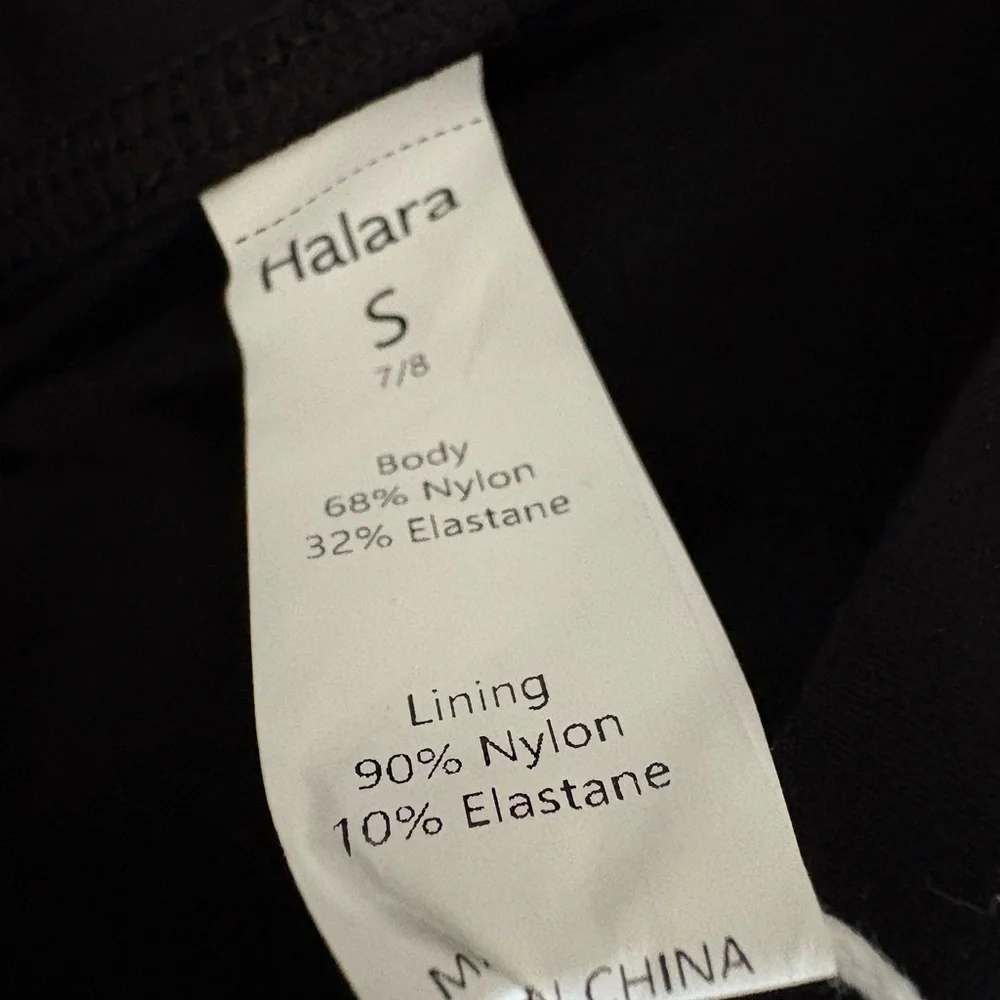 Halara
S
7/8
Body
68% Nylon
32% Elastane
Lining
90% Nylon
10% Elastane
CHINA